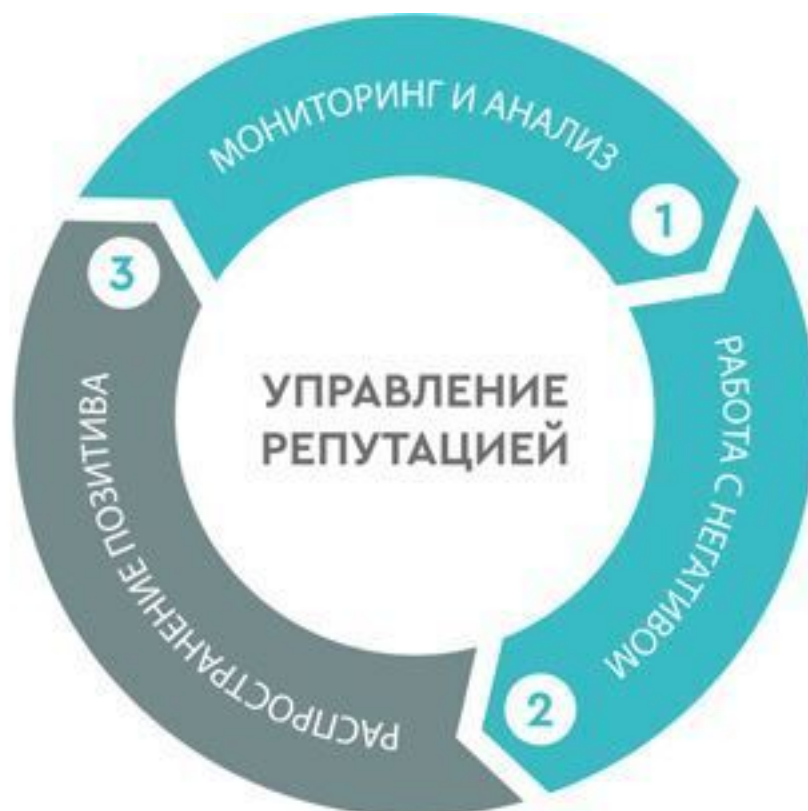 МОНИТОРИНГ И АНАЛИЗ
1
РАБОТА С НЕГАТИВОМ
2
РАСПРОСТРАНЕНИЕ ПОЗИТИВА
3
УПРАВЛЕНИЕ
РЕПУТАЦИЕЙ